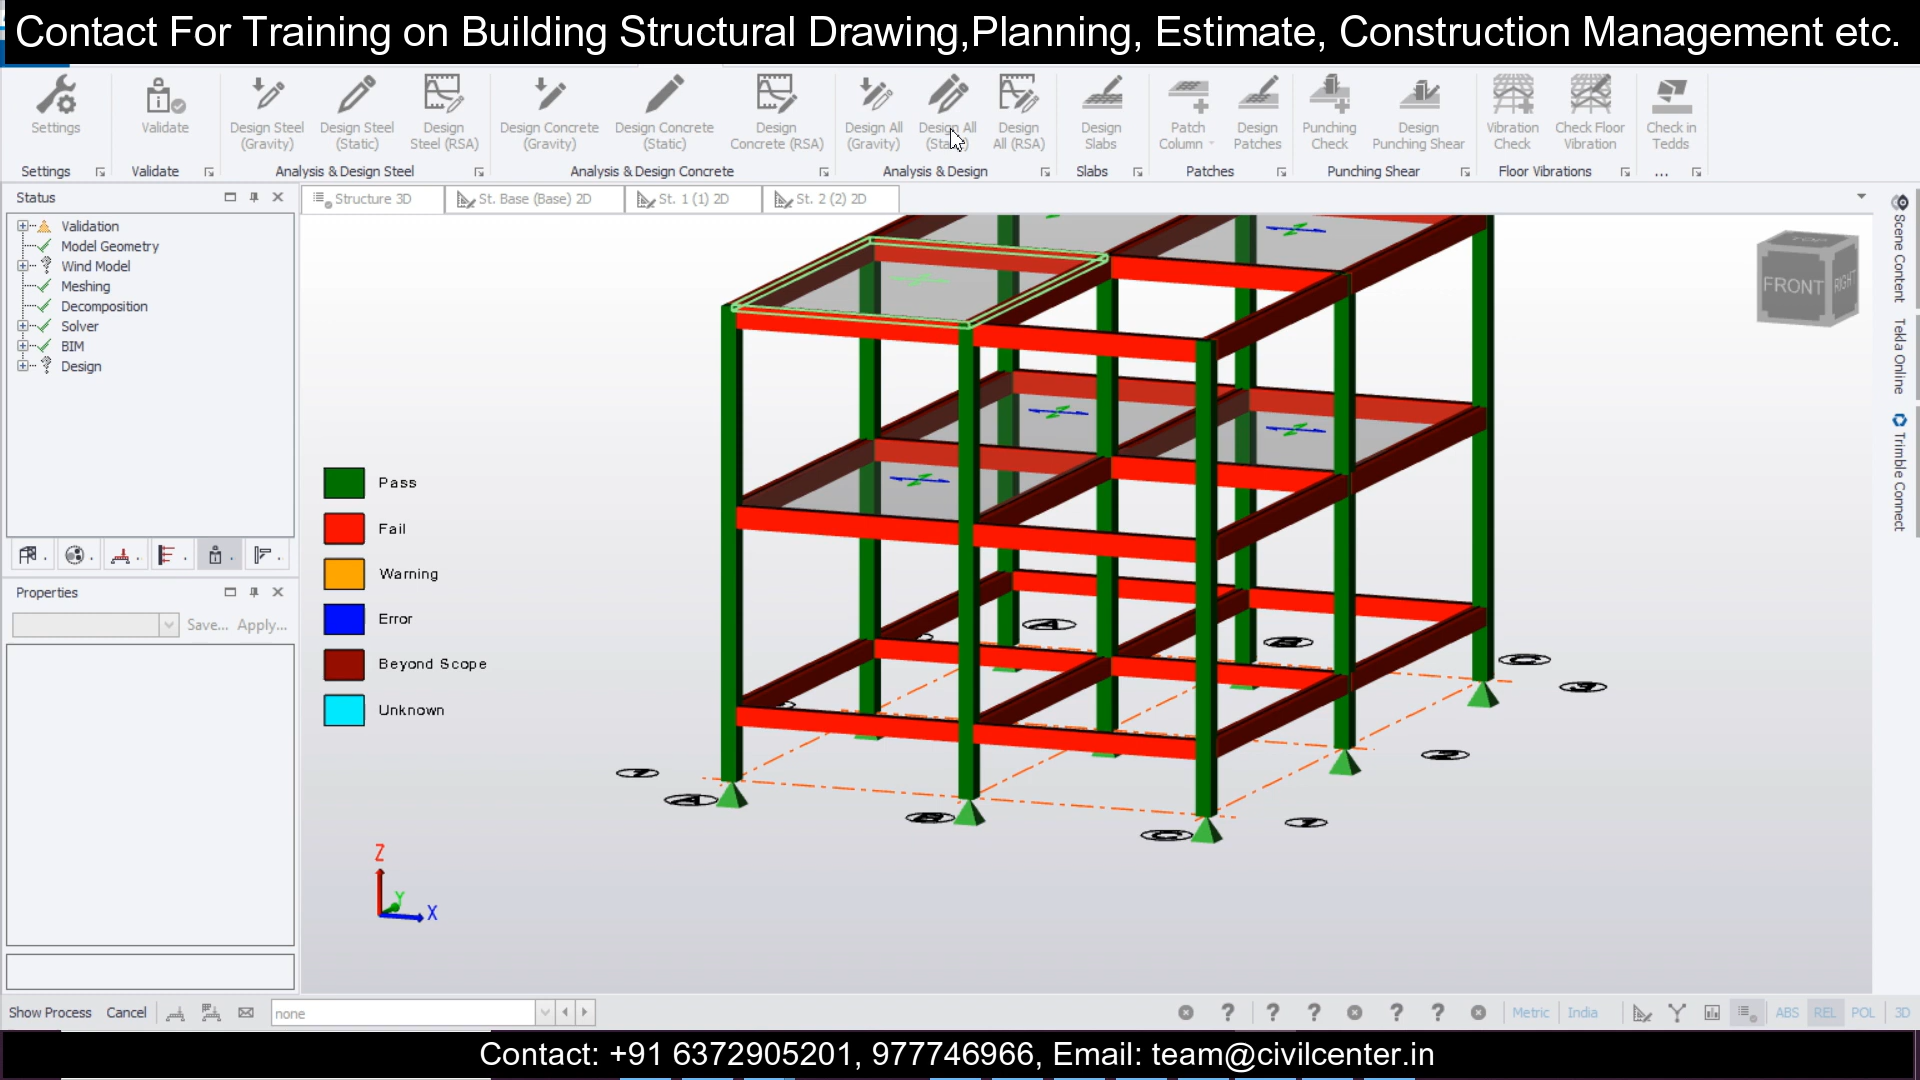 Contact For Training on Building Structural Drawing,Planning, Estimate, Construction Management etc.
Settings
Validate
Design Steel (Gravity)
Design Steel (Static)
Design Steel (RSA)
Design Concrete (Gravity)
Design Concrete (Static)
Design Concrete (RSA)
Design All (Gravity)
Design All
Design All (RSA)
Design Slabs
Patch Column
Design Patches
Punching Check
Design Punching Shear
Vibration Check
Check Floor Vibration
Check in Tedds
Settings
Validate
Analysis & Design Steel
Analysis & Design Concrete
Analysis & Design
Slabs
Patches
Punching Shear
Floor Vibrations
...
Status
Structure 3D
St. Base (Base) 2D
St. 1 (1) 2D
St. 2 (2) 2D
Validation
Model Geometry
Wind Model
Meshing
Decomposition
Solver
BIM
Design
Properties
Save...
Apply...
Pass
Fail
Warning
Error
Beyond Scope
Unknown
TOP
FRONT
RIGHT
Scene Content
Tekla Online
Trimble Connect
A
B
C
3
2
1
A
B
C
1
Z
Y
X
Show Process
Cancel
none
Metric
India
ABS
REL
POL
3D
Contact: +91 6372905201, 977746966, Email: team@civilcenter.in